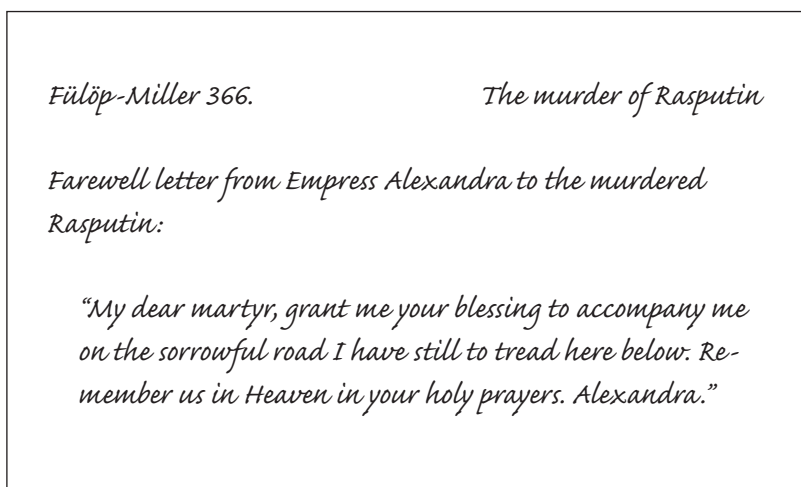 Fülöp-Miller 366. The murder of Rasputin
Farewell letter from Empress Alexandra to the murdered
Rasputin:
“My dear martyr, grant me your blessing to accompany me
on the sorrowful road I have still to tread here below. Re-
member us in Heaven in your holy prayers. Alexandra.”